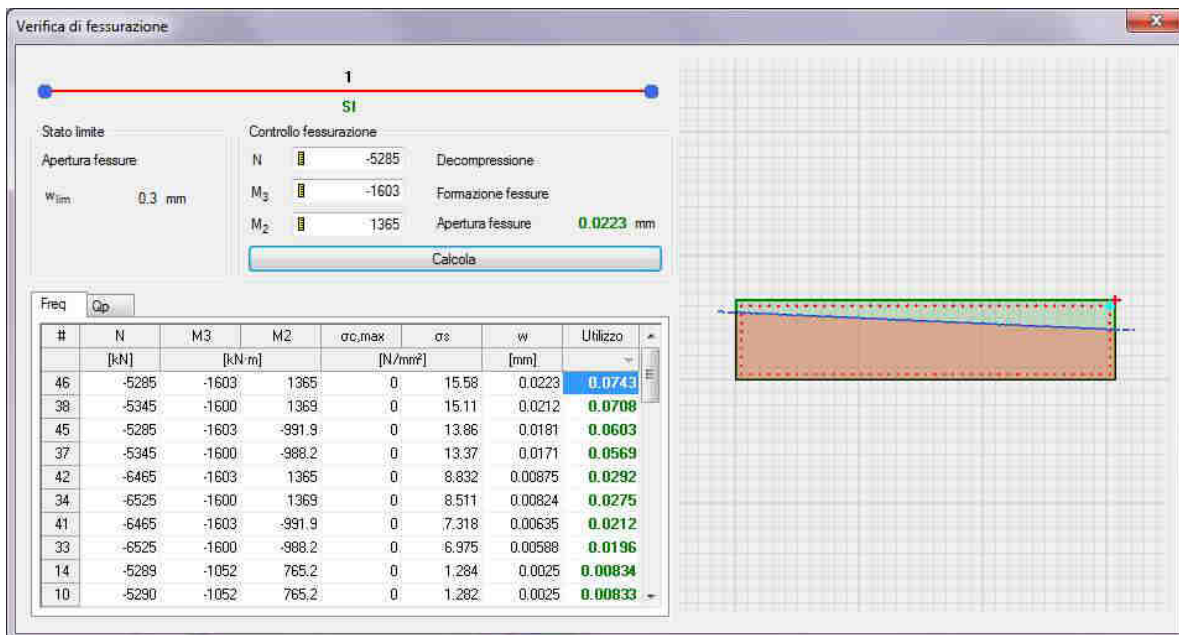 Verifica di fessurazione
x
1
SI
Stato limite
Apertura fessure
wlim 0.3 mm
Controllo fessurazione
N -5285 Decompressione
M3 -1603 Formazione fessure
M2 1365 Apertura fessure 0.0223 mm
Calcola
Freq Qp
# N M3 M2 σc,max σs w Utilizzo
[kN] [kN·m] [N/mm²] [mm]
46 -5285 -1603 1365 0 15.58 0.0223 0.0743
38 -5345 -1600 1369 0 15.11 0.0212 0.0708
45 -5285 -1603 -991.9 0 13.86 0.0181 0.0603
37 -5345 -1600 -988.2 0 13.37 0.0171 0.0569
42 -6465 -1603 1365 0 8.832 0.00875 0.0292
34 -6525 -1600 1369 0 8.511 0.00824 0.0275
41 -6465 -1603 -991.9 0 7.318 0.00635 0.0212
33 -6525 -1600 -988.2 0 6.975 0.00588 0.0196
14 -5289 -1052 765.2 0 1.284 0.0025 0.00834
10 -5290 -1052 765.2 0 1.282 0.0025 0.00833